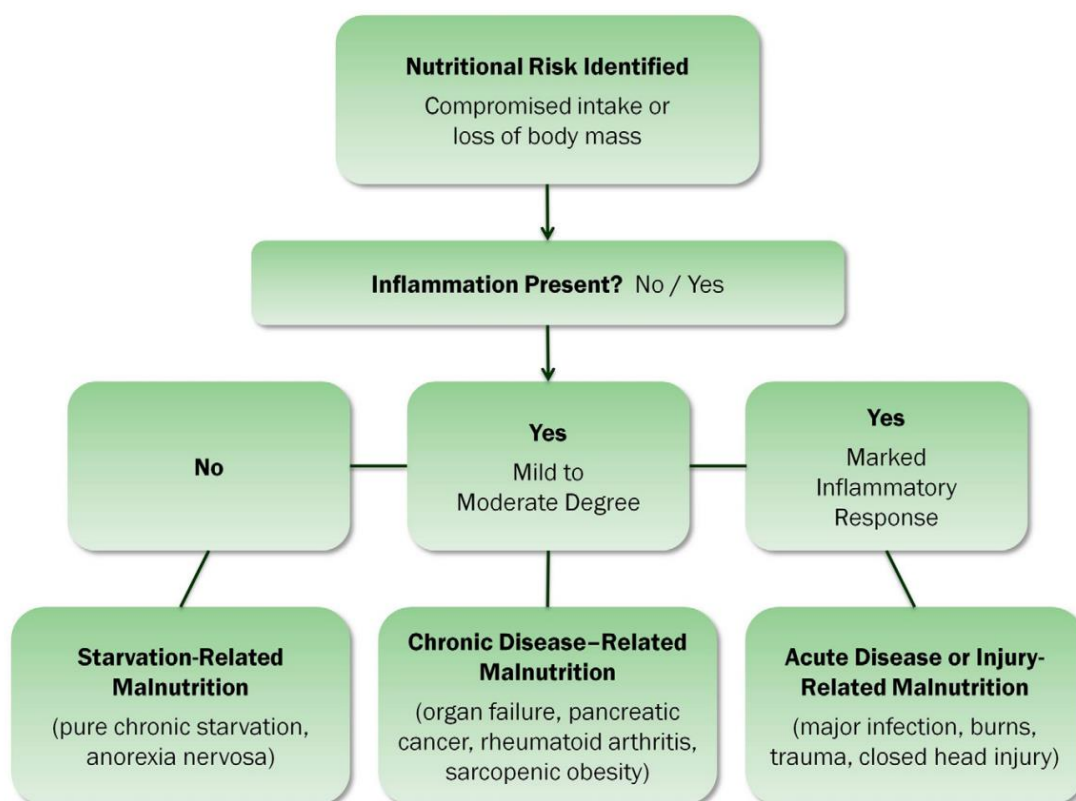 Nutritional Risk Identified
Compromised intake or
loss of body mass
Inflammation Present? No / Yes
No
Yes
Mild to
Moderate Degree
Yes
Marked
Inflammatory
Response
Starvation-Related
Malnutrition
(pure chronic starvation,
anorexia nervosa)
Chronic Disease–Related
Malnutrition
(organ failure, pancreatic
cancer, rheumatoid arthritis,
sarcopenic obesity)
Acute Disease or Injury-
Related Malnutrition
(major infection, burns,
trauma, closed head injury)